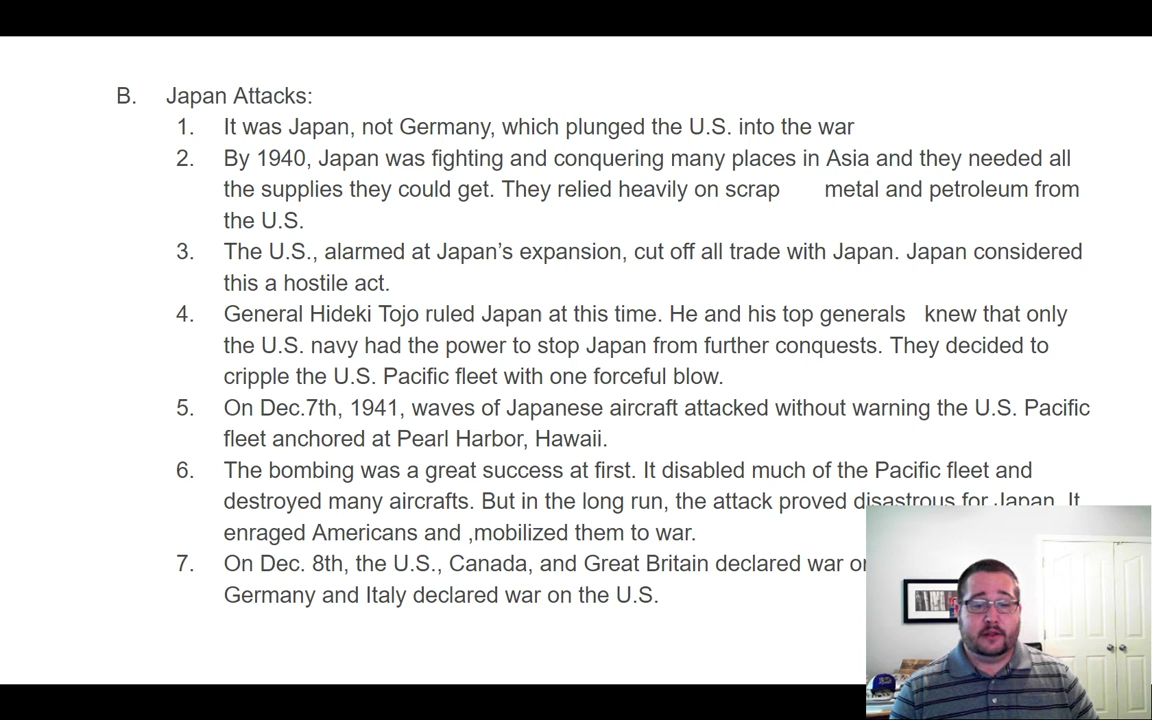 B. Japan Attacks:
1. It was Japan, not Germany, which plunged the U.S. into the war
2. By 1940, Japan was fighting and conquering many places in Asia and they needed all
the supplies they could get. They relied heavily on scrap metal and petroleum from
the U.S.
3. The U.S., alarmed at Japan’s expansion, cut off all trade with Japan. Japan considered
this a hostile act.
4. General Hideki Tojo ruled Japan at this time. He and his top generals knew that only
the U.S. navy had the power to stop Japan from further conquests. They decided to
cripple the U.S. Pacific fleet with one forceful blow.
5. On Dec.7th, 1941, waves of Japanese aircraft attacked without warning the U.S. Pacific
fleet anchored at Pearl Harbor, Hawaii.
6. The bombing was a great success at first. It disabled much of the Pacific fleet and
destroyed many aircrafts. But in the long run, the attack proved disastrous for Japan. It
enraged Americans and ,mobilized them to war.
7. On Dec. 8th, the U.S., Canada, and Great Britain declared war
Germany and Italy declared war on the U.S.